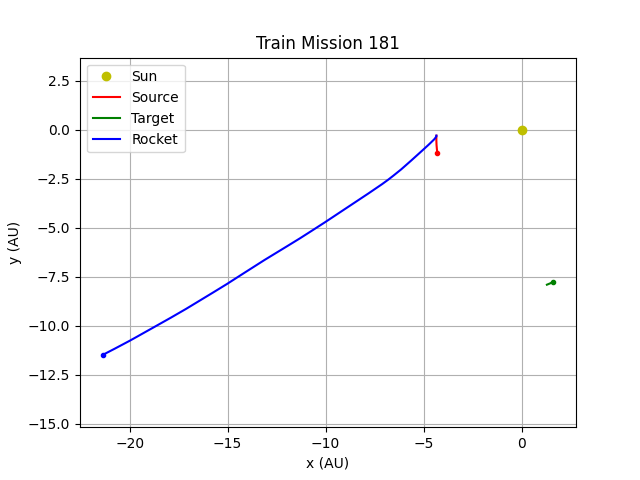 Train Mission 181
Sun
Source
Target
Rocket
2.5
0.0
−2.5
−5.0
−7.5
−10.0
−12.5
−15.0
y (AU)
−20
−15
−10
−5
0
x (AU)